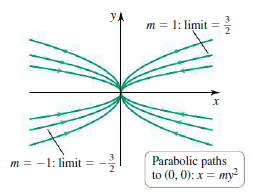 y
m = 1: limit = 3/2
x
m = −1: limit = −3/2
Parabolic paths
to (0, 0): x = my²